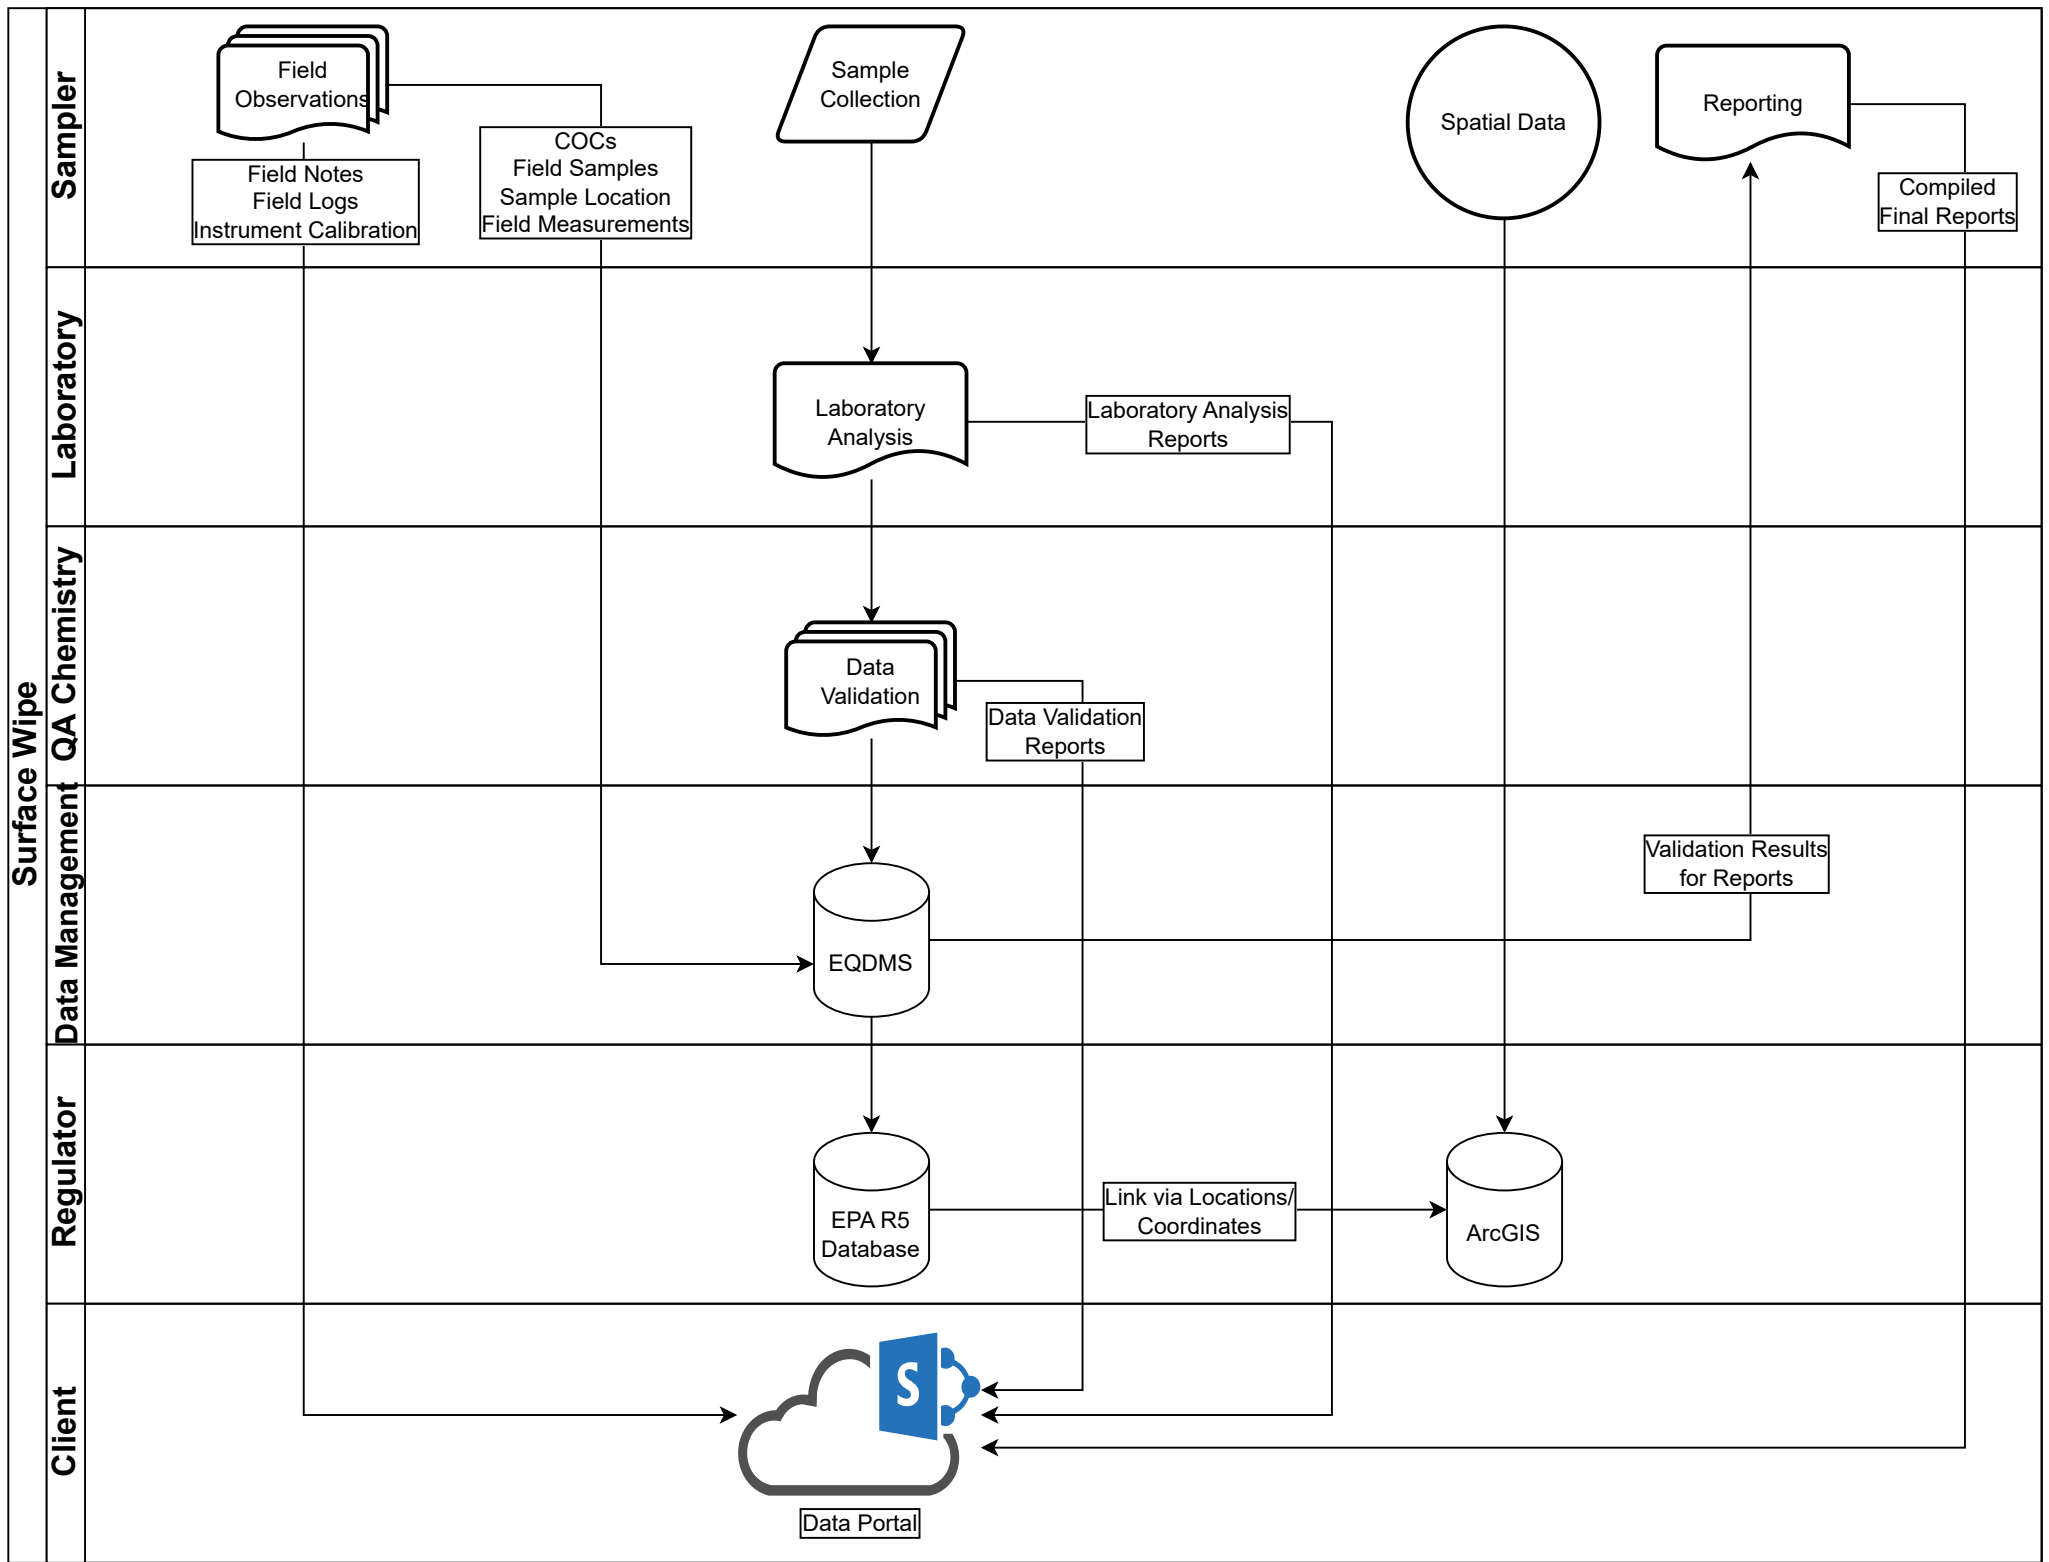 Surface Wipe
Sampler
Field
Observations
Sample
Collection
Spatial Data
Reporting
COCs
Field Samples
Sample Location
Field Measurements
Field Notes
Field Logs
Instrument Calibration
Compiled
Final Reports
Laboratory
Laboratory
Analysis
Laboratory Analysis
Reports
QA Chemistry
Data
Validation
Data Validation
Reports
Data Management
Validation Results
for Reports
EQDMS
Regulator
EPA R5
Database
Link via Locations/
Coordinates
ArcGIS
Client
S
Data Portal